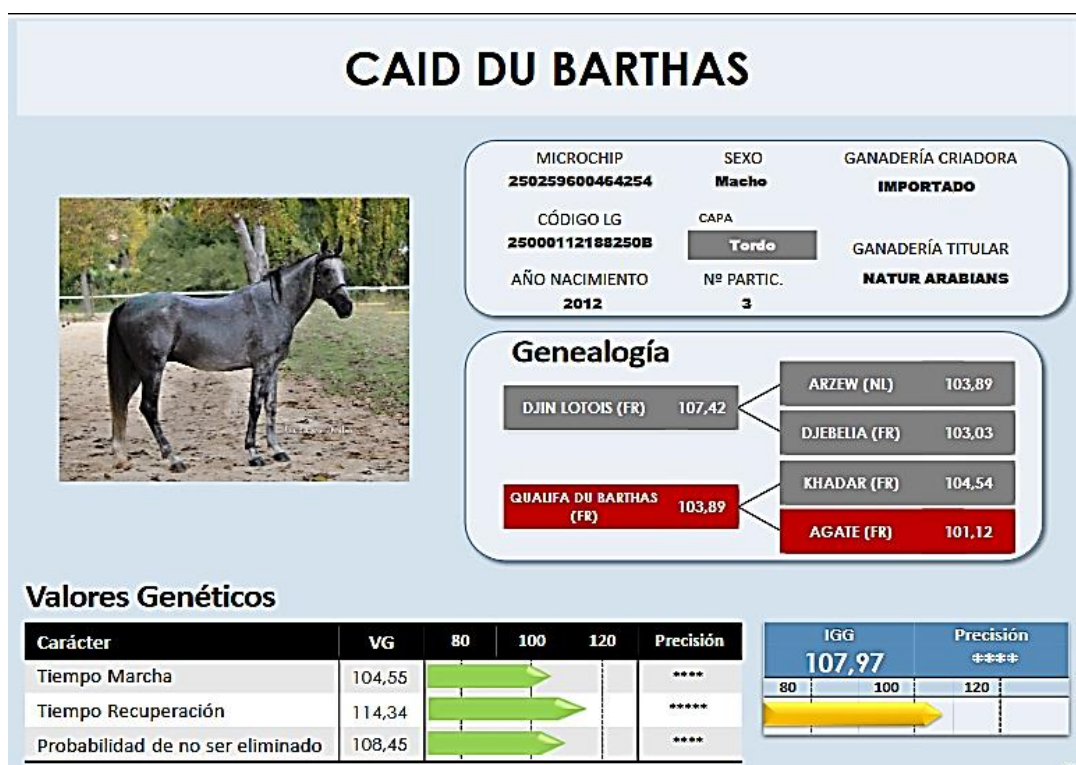 CAID DU BARTHAS
MICROCHIP
250259600464254
SEXO
Macho
GANADERÍA CRIADORA
IMPORTADO
CÓDIGO LG
25000112188250B
CAPA
Tordo
GANADERÍA TITULAR
NATUR ARABIANS
AÑO NACIMIENTO
2012
Nº PARTIC.
3
Genealogía
DJIN LOTOIS (FR) 107,42
ARZEW (NL) 103,89
DJEBELIA (FR) 103,03
QUALIFA DU BARTHAS
(FR) 103,89
KHADAR (FR) 104,54
AGATE (FR) 101,12
Valores Genéticos
Carácter VG 80 100 120 Precisión
Tiempo Marcha 104,55 ****
Tiempo Recuperación 114,34 *****
Probabilidad de no ser eliminado 108,45 ****
IGG Precisión
107,97 ****
80 100 120